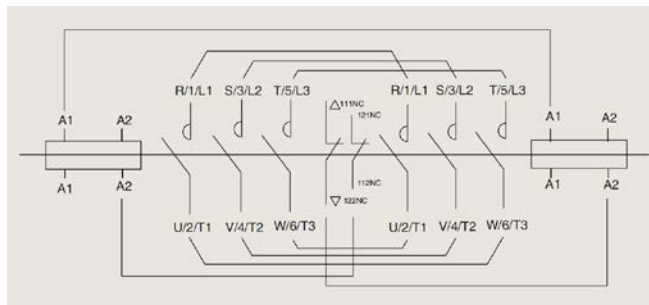 R/1/L1 S/3/L2 T/5/L3 R/1/L1 S/3/L2 T/5/L3
△111NC
121NC
A1 A2 A1 A2
A1 A2 A1 A2
112NC
▽122NC
U/2/T1 V/4/T2 W/6/T3 U/2/T1 V/4/T2 W/6/T3